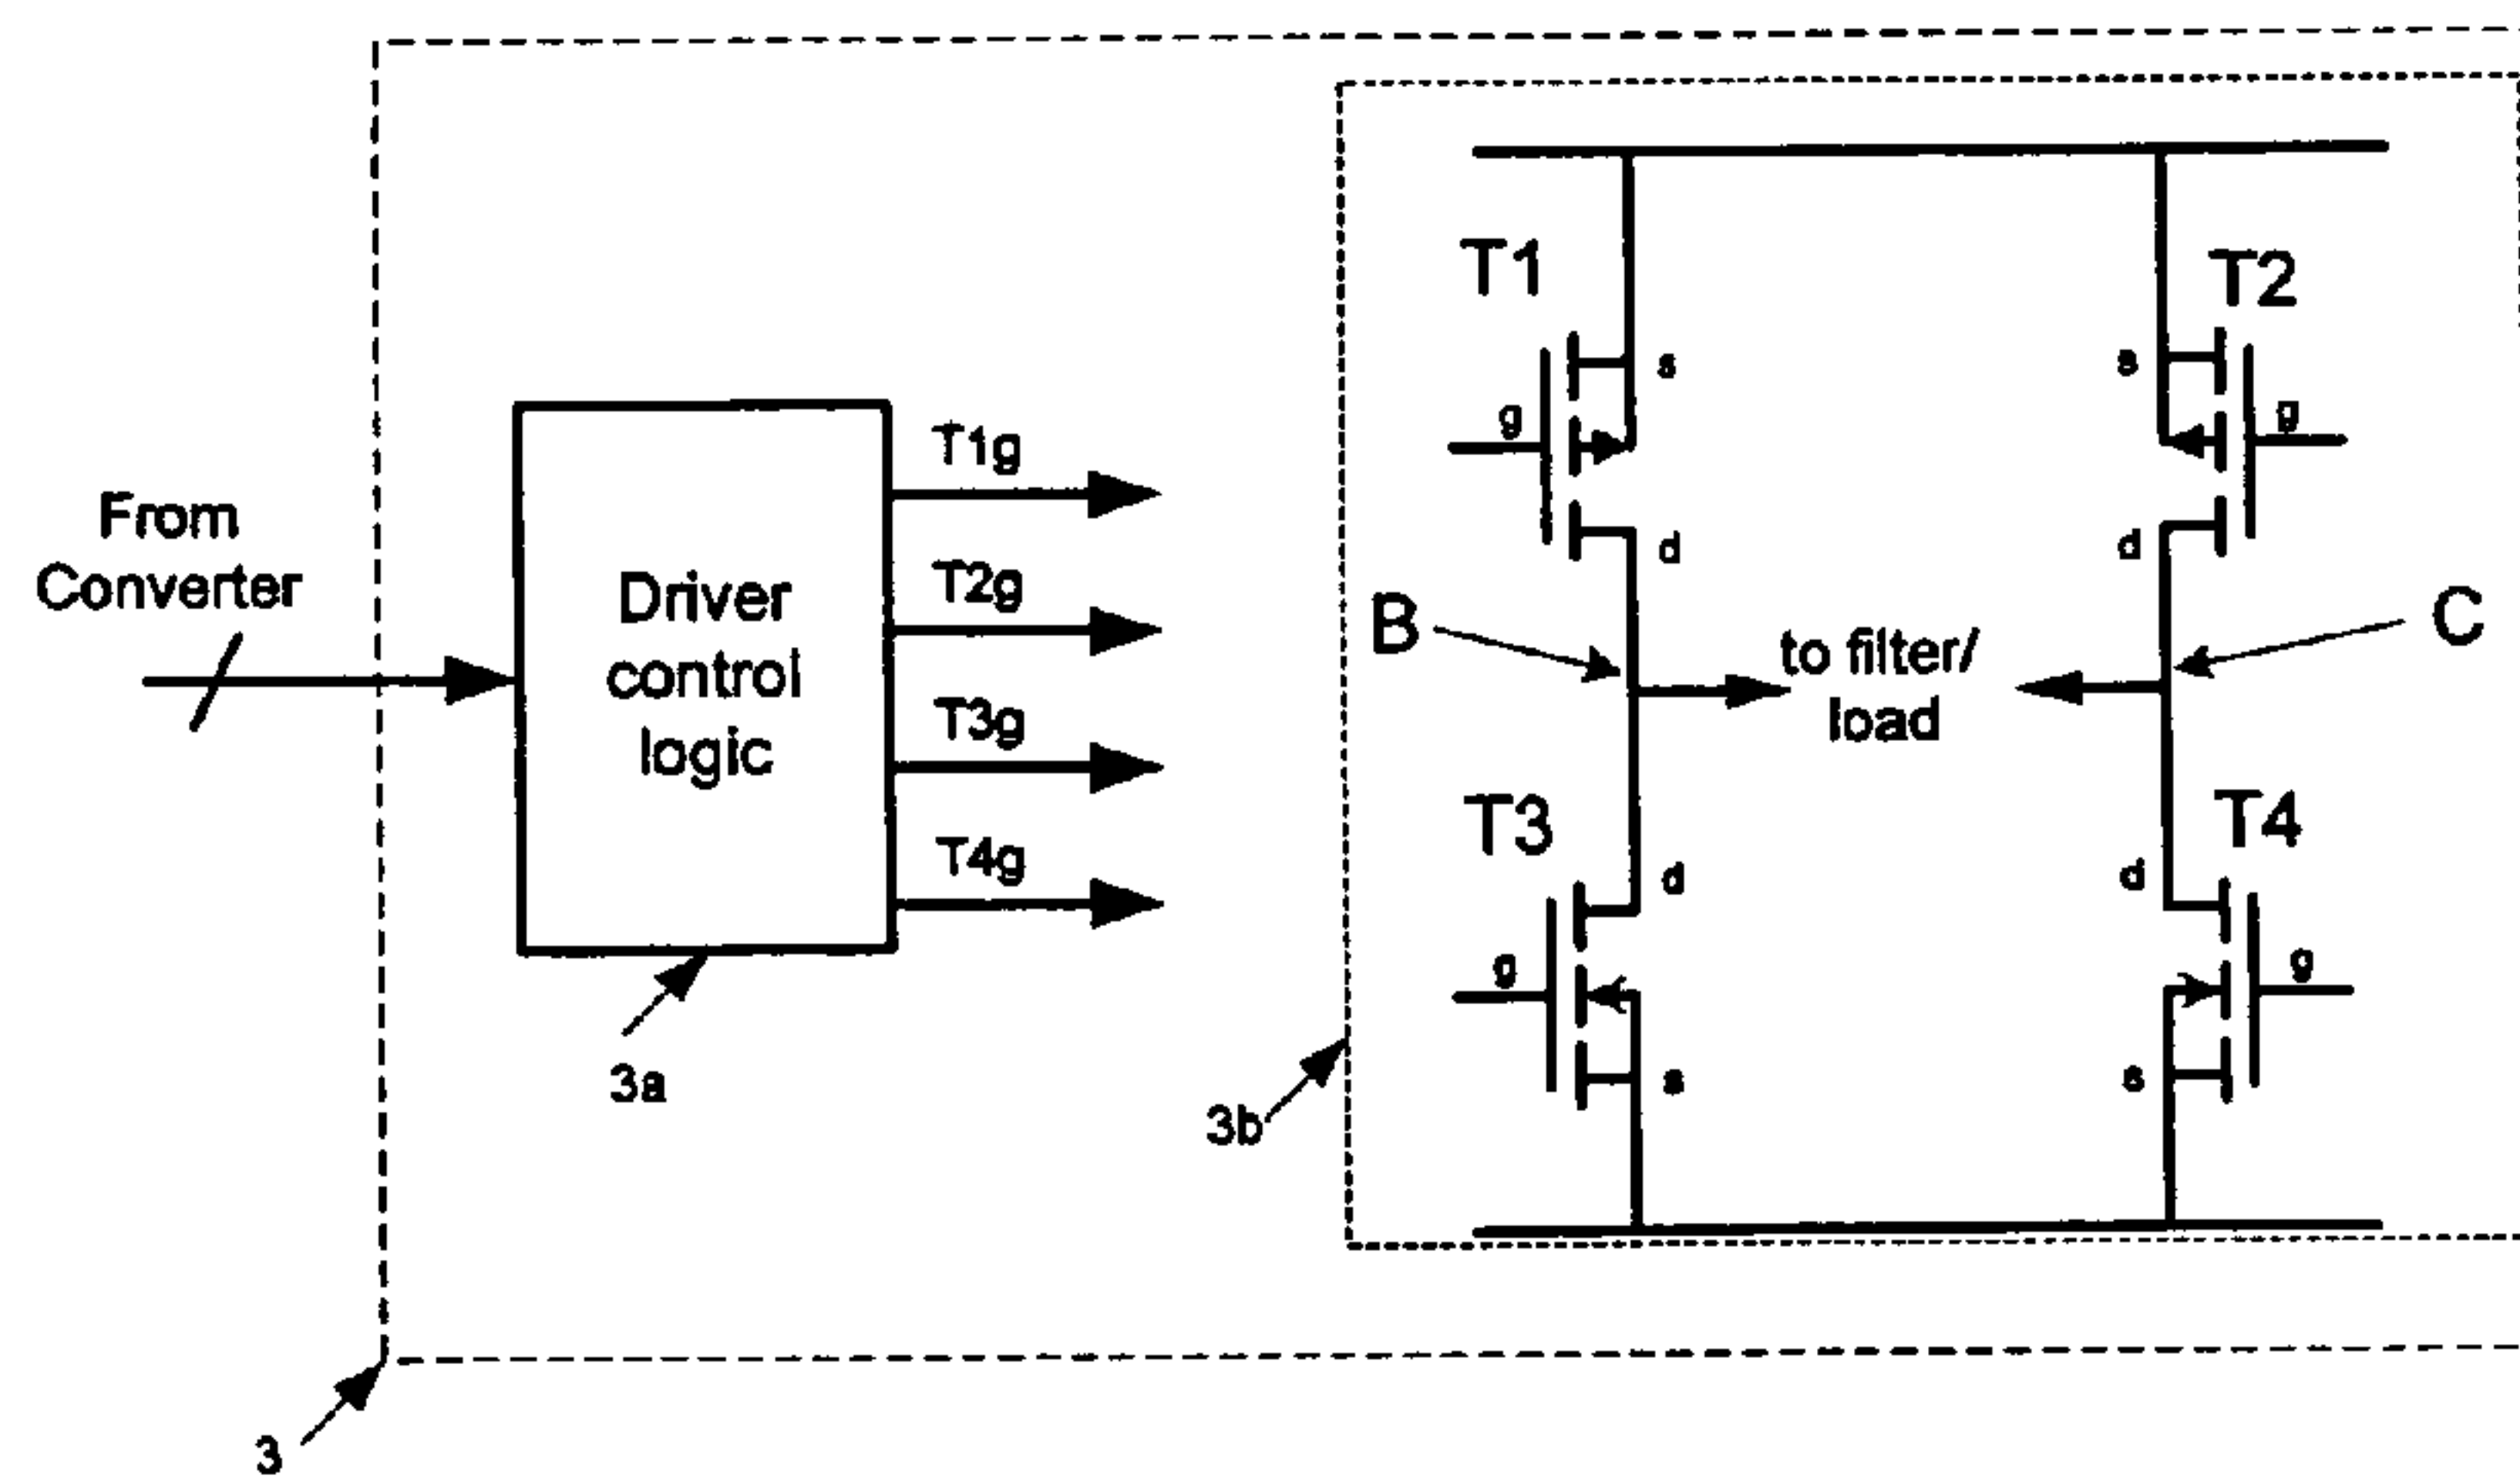 From
Converter
Driver
control
logic
T1g
T2g
T3g
T4g
3a
3
3b
T1
s
g
d
T2
s
g
d
B
to filter/
load
C
T3
d
g
s
T4
d
g
s